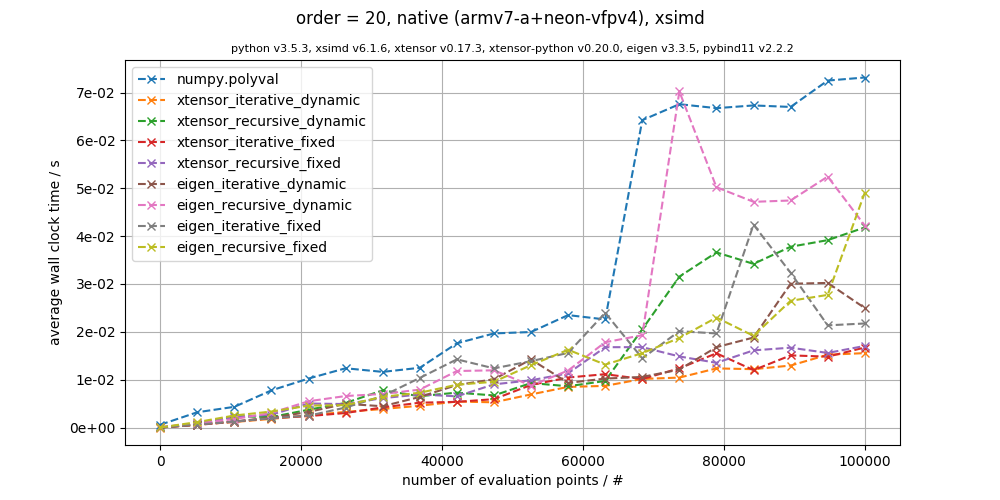 order = 20, native (armv7-a+neon-vfpv4), xsimd
python v3.5.3, xsimd v6.1.6, xtensor v0.17.3, xtensor-python v0.20.0, eigen v3.3.5, pybind11 v2.2.2
numpy.polyval
xtensor_iterative_dynamic
xtensor_recursive_dynamic
xtensor_iterative_fixed
xtensor_recursive_fixed
eigen_iterative_dynamic
eigen_recursive_dynamic
eigen_iterative_fixed
eigen_recursive_fixed
average wall clock time / s
7e-02
6e-02
5e-02
4e-02
3e-02
2e-02
1e-02
0e+00
0
20000
40000
60000
80000
100000
number of evaluation points / #